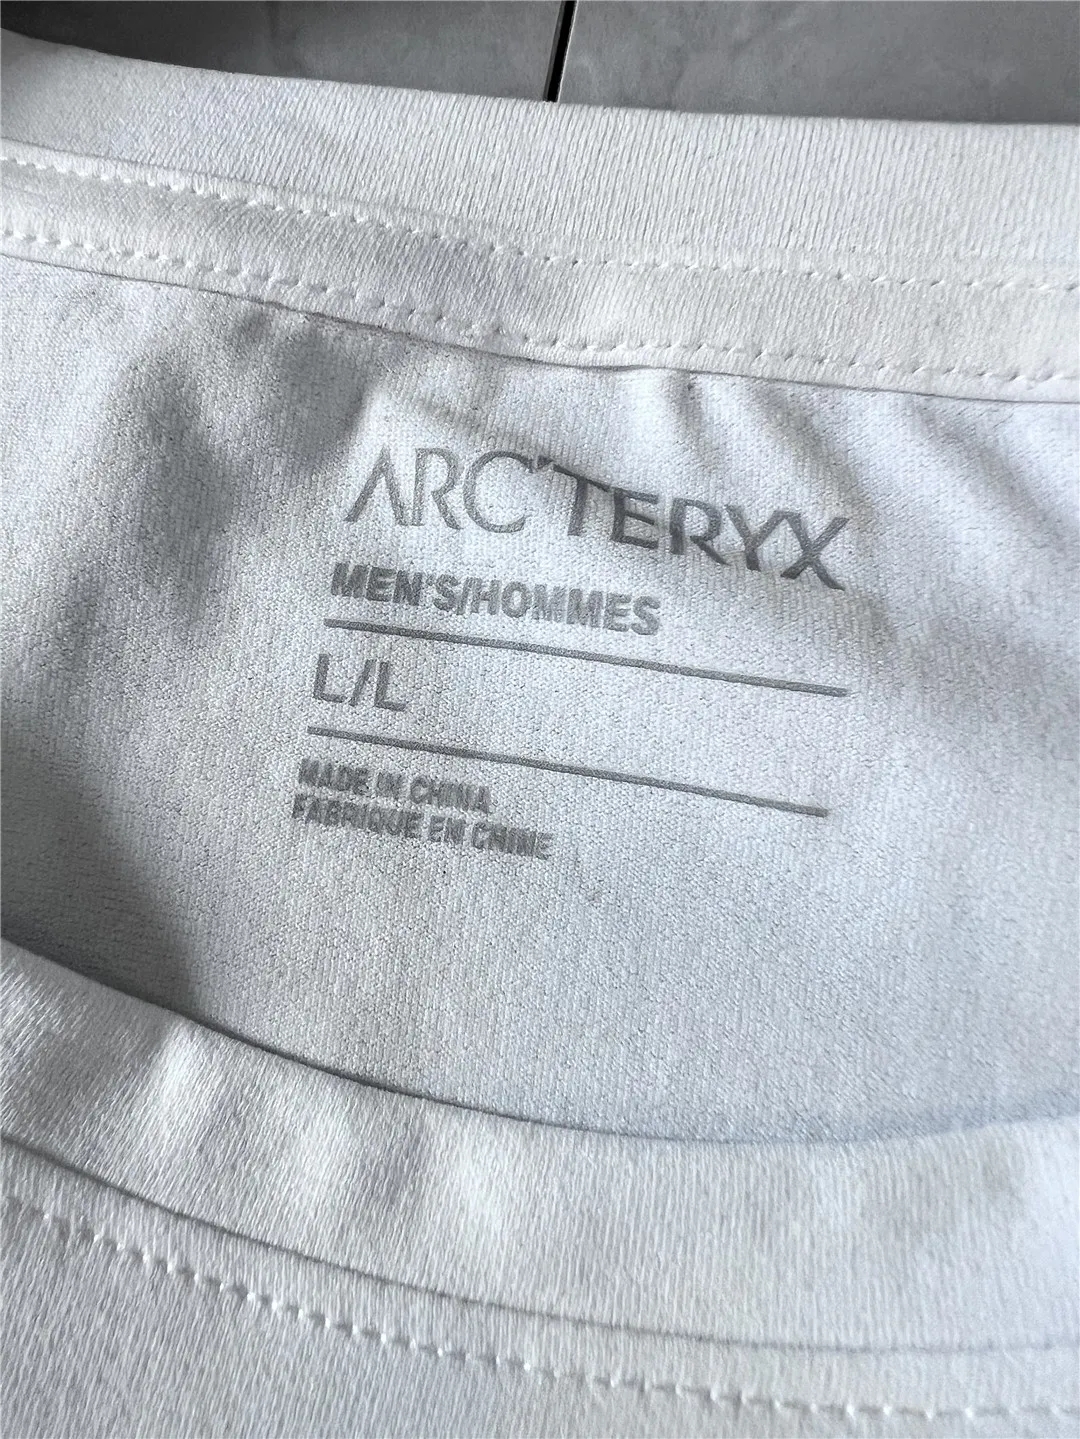 ARC'TERYX
MEN'S/HOMMES
L/L
MADE IN CHINA
FABRIQUE EN CHINE